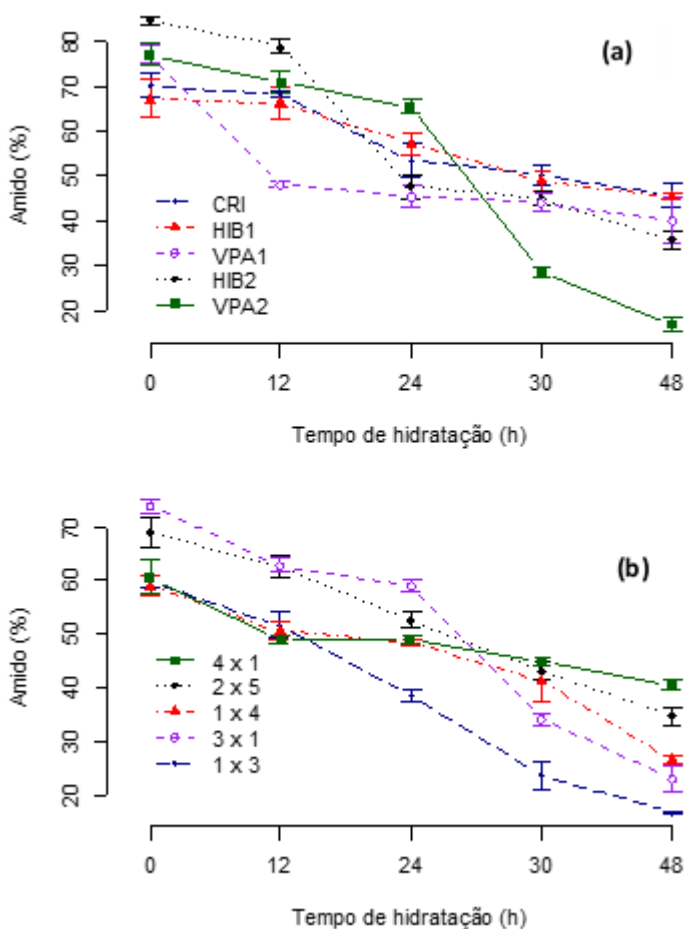 (a)
Amido (%)
80
70
60
50
40
30
20
CRI
HIB1
VPA1
HIB2
VPA2
0 12 24 30 48
Tempo de hidratação (h)
(b)
Amido (%)
70
60
50
40
30
20
4 x 1
2 x 5
1 x 4
3 x 1
1 x 3
0 12 24 30 48
Tempo de hidratação (h)